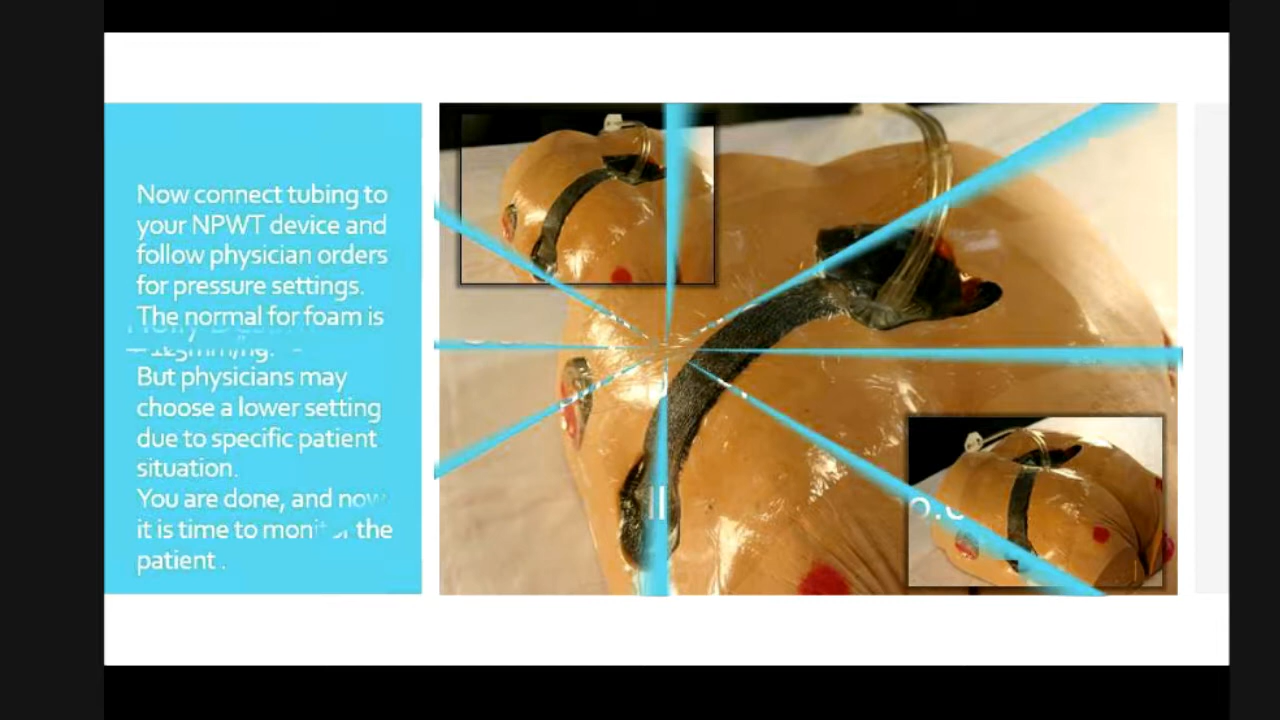 Now connect tubing to
your NPWT device and
follow physician orders
for pressure settings.
The normal for foam is
But physicians may
choose a lower setting
due to specific patient
situation.
You are done, and now
it is time to monitor the
patient .